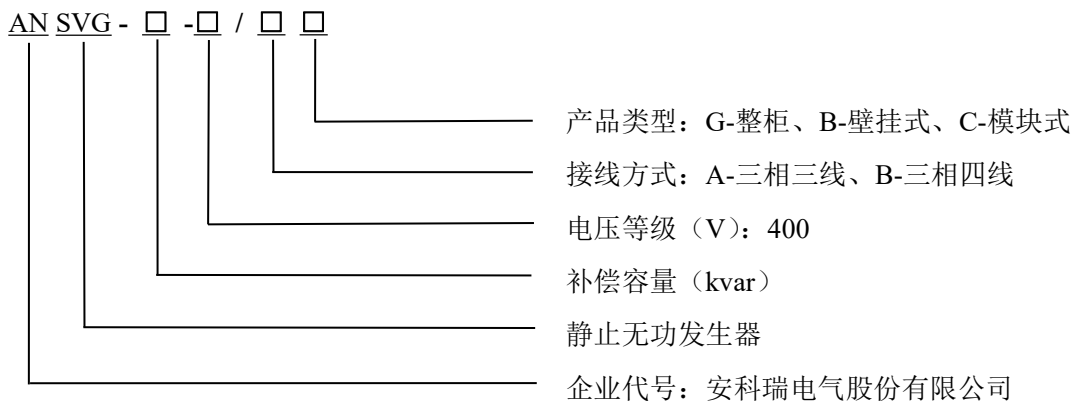 AN SVG - □ -□ / □ □
产品类型：G-整柜、B-壁挂式、C-模块式
接线方式：A-三相三线、B-三相四线
电压等级（V）：400
补偿容量（kvar）
静止无功发生器
企业代号：安科瑞电气股份有限公司